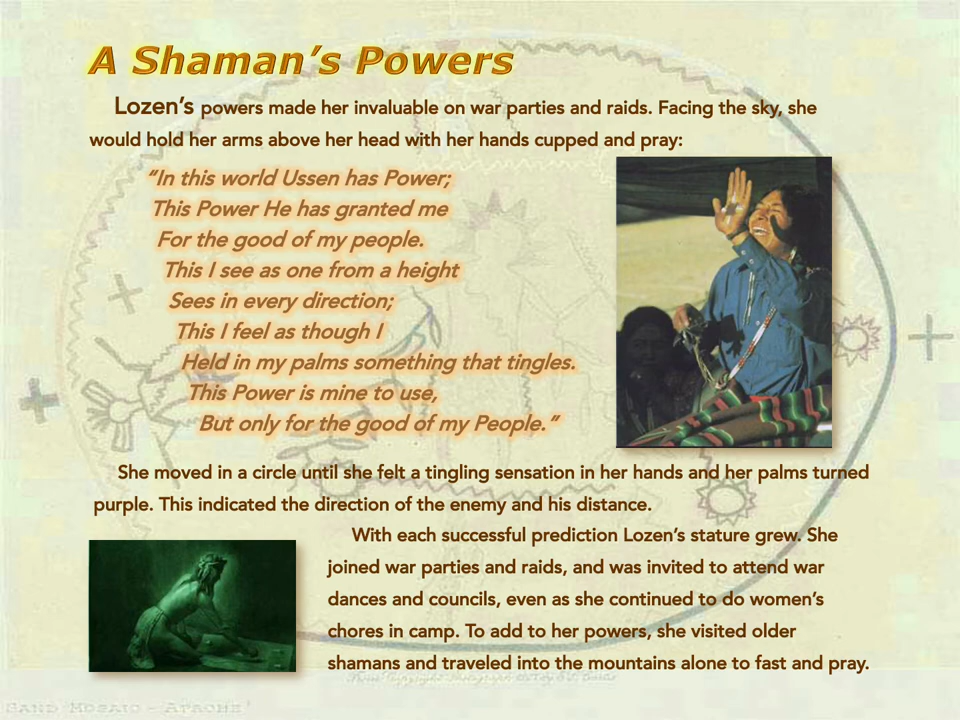 A Shaman’s Powers
Lozen’s powers made her invaluable on war parties and raids. Facing the sky, she
would hold her arms above her head with her hands cupped and pray:
“In this world Ussen has Power;
This Power He has granted me
For the good of my people.
This I see as one from a height
Sees in every direction;
This I feel as though I
Held in my palms something that tingles.
This Power is mine to use,
But only for the good of my People.”
She moved in a circle until she felt a tingling sensation in her hands and her palms turned
purple. This indicated the direction of the enemy and his distance.
With each successful prediction Lozen’s stature grew. She
joined war parties and raids, and was invited to attend war
dances and councils, even as she continued to do women’s
chores in camp. To add to her powers, she visited older
shamans and traveled into the mountains alone to fast and pray.
Sand Mosaic - Apache